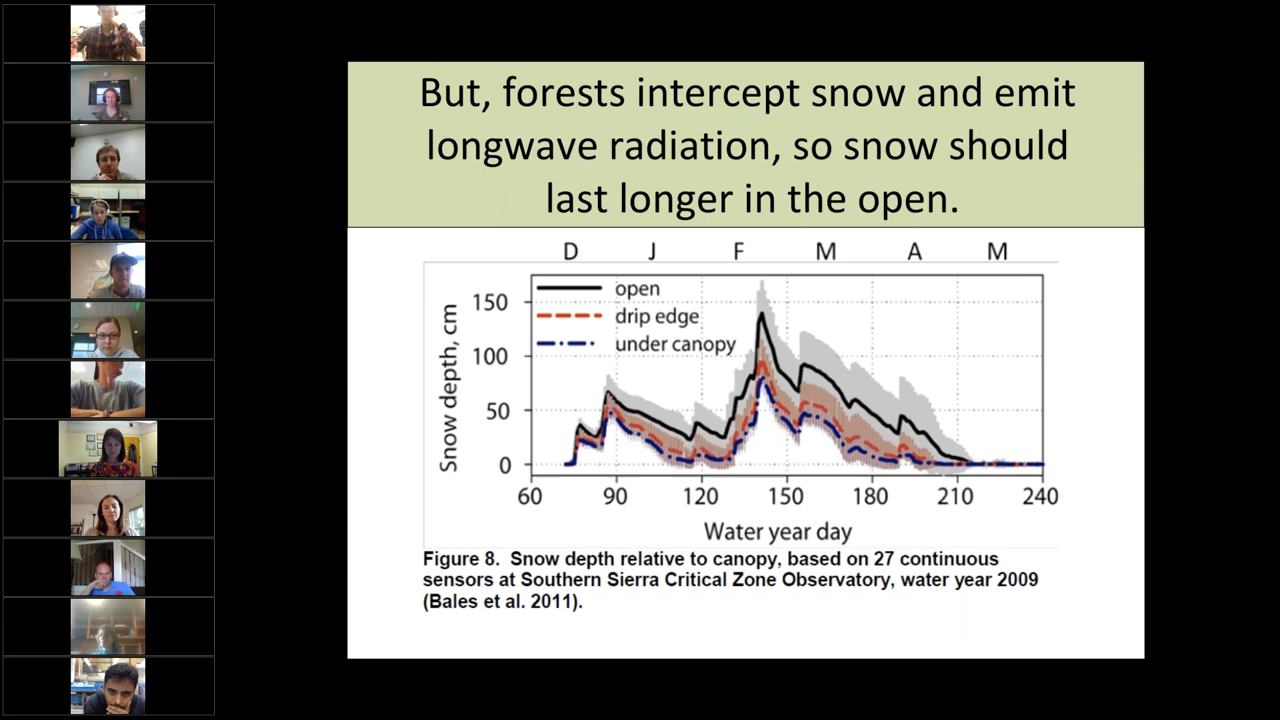 But, forests intercept snow and emit
longwave radiation, so snow should
last longer in the open.
D J F M A M
open
drip edge
under canopy
Snow depth, cm
150
100
50
0
60 90 120 150 180 210 240
Water year day
Figure 8. Snow depth relative to canopy, based on 27 continuous
sensors at Southern Sierra Critical Zone Observatory, water year 2009
(Bales et al. 2011).